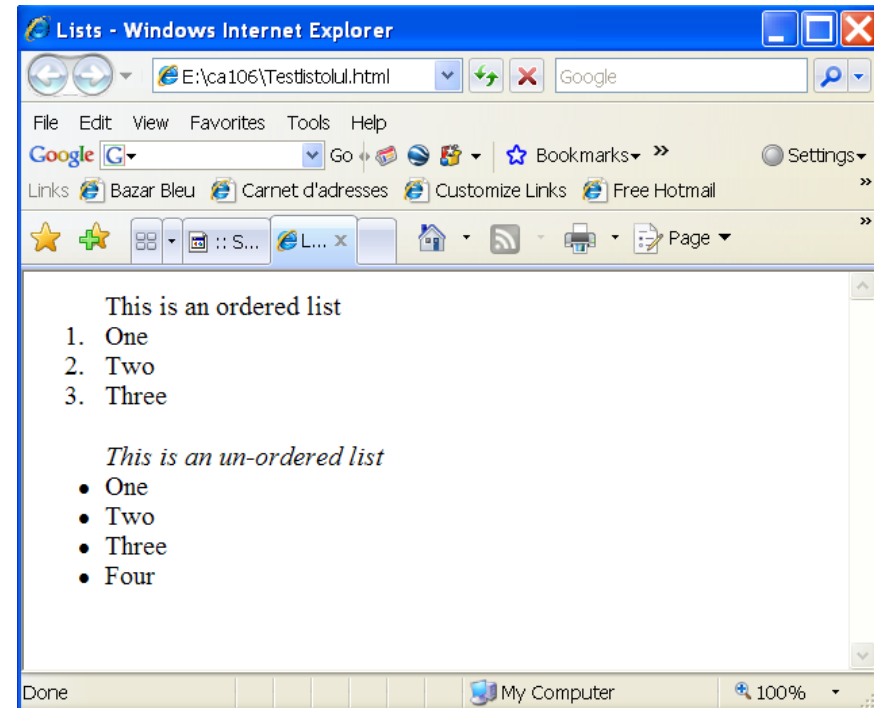 Lists - Windows Internet Explorer
E:\ca106\Testlistolul.html Google
File Edit View Favorites Tools Help
Google G Go Bookmarks Settings
Links Bazar Bleu Carnet d'adresses Customize Links Free Hotmail
:: S... L... x Page
This is an ordered list
1. One
2. Two
3. Three
This is an un-ordered list
• One
• Two
• Three
• Four
Done My Computer 100%